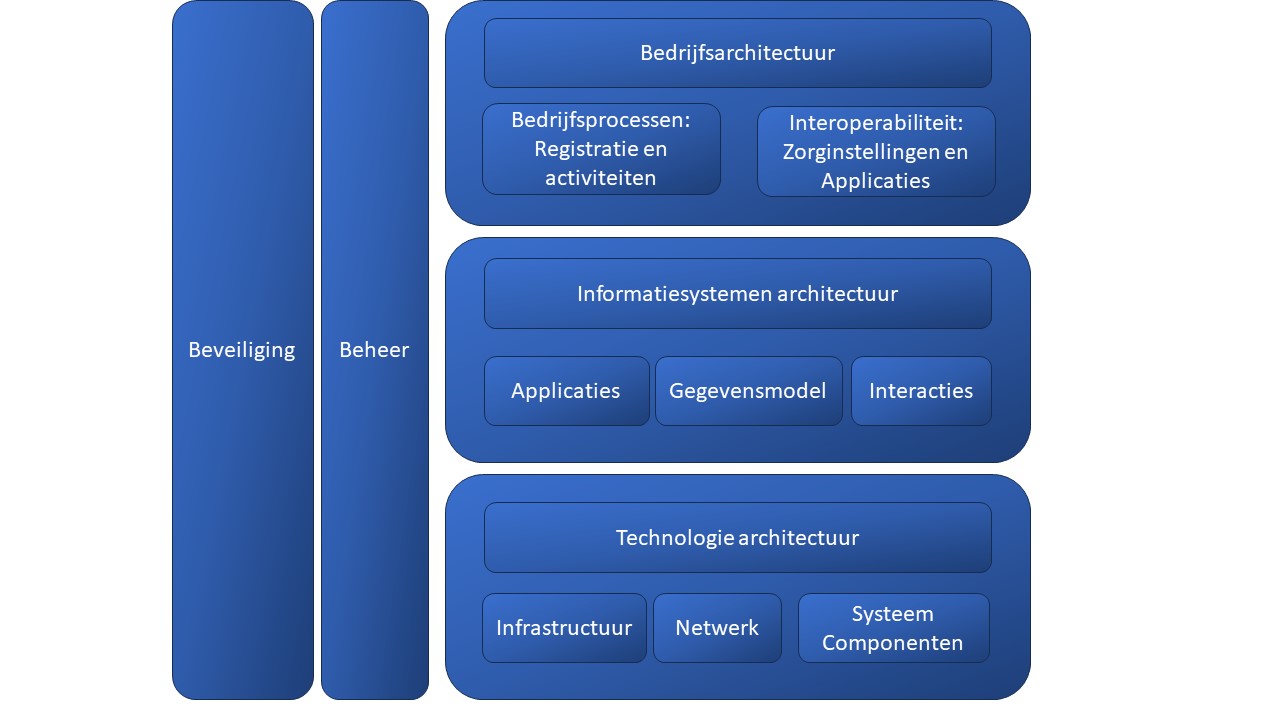 Beveiliging
Beheer
Bedrijfsarchitectuur
Bedrijfsprocessen:
Registratie en
activiteiten
Interoperabiliteit:
Zorginstellingen en
Applicaties
Informatiesystemen architectuur
Applicaties
Gegevensmodel
Interacties
Technologie architectuur
Infrastructuur
Netwerk
Systeem
Componenten